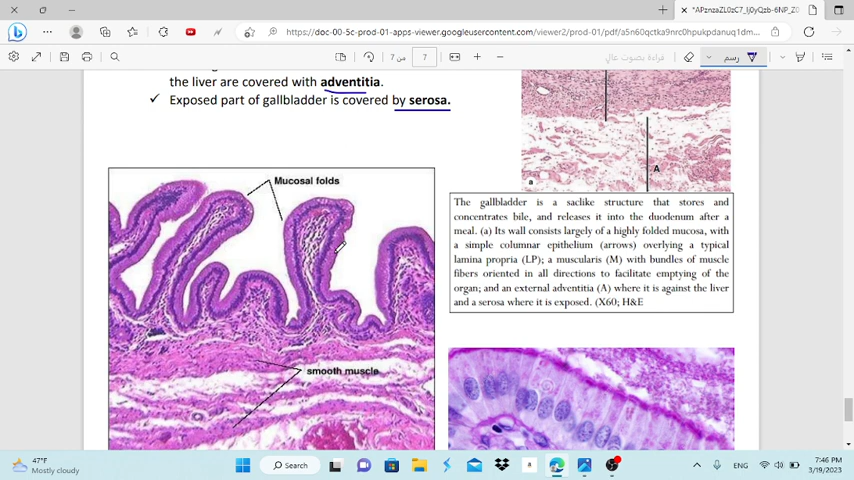 *APznzaZL0zC7_
https://doc-00-5c-prod-01-apps-viewer.googleusercontent.com/viewer2/prod-01/pdf/a5n60qctka9nrc0hpukpdanuq1dm...
7
من 7
قراءة بصوت عالي
رسم
the liver are covered with adventitia.
✓ Exposed part of gallbladder is covered by serosa.
A
a
Mucosal folds
smooth muscle
The gallbladder is a saclike structure that stores and
concentrates bile, and releases it into the duodenum after a
meal. (a) Its wall consists largely of a highly folded mucosa, with
a simple columnar epithelium (arrows) overlying a typical
lamina propria (LP); a muscularis (M) with bundles of muscle
fibers oriented in all directions to facilitate emptying of the
organ; and an external adventitia (A) where it is against the liver
and a serosa where it is exposed. (X60; H&E
47°F
Mostly cloudy
Search
a
ENG
7:46 PM
3/19/2023